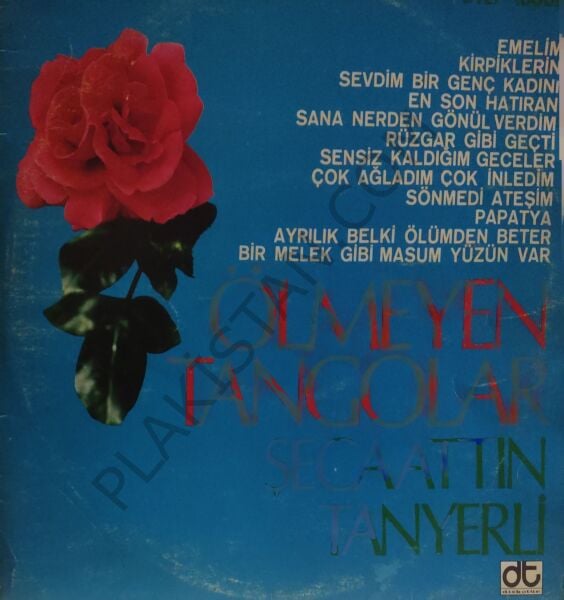 EMELİM
KİRPİKLERİN
SEVDİM BİR GENÇ KADINI
EN SON HATIRAN
SANA NERDEN GÖNÜL VERDİM
RÜZGAR GİBİ GEÇTİ
SENSİZ KALDIĞIM GECELER
ÇOK AĞLADIM ÇOK İNLEDİM
SÖNMEDİ ATEŞİM
PAPATYA
AYRILIK BELKİ ÖLÜMDEN BETER
BİR MELEK GİBİ MASUM YÜZÜN VAR
ÖLMEYEN
TANGOLAR
ŞECAATTİN
TANYERLİ
dt
diskotür